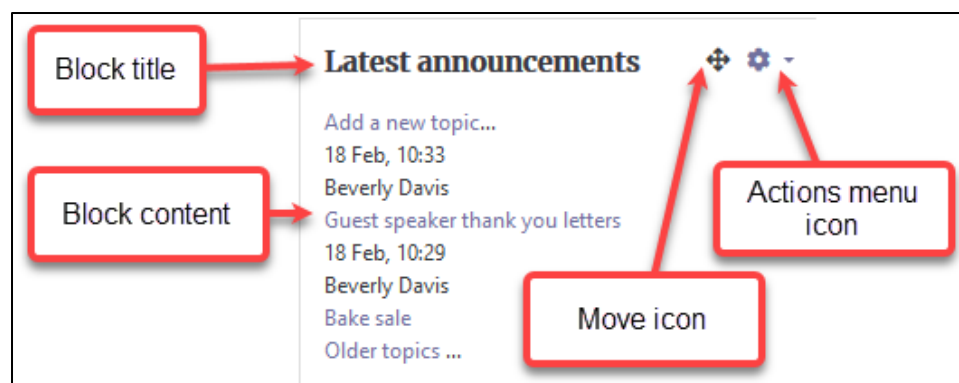 Block title
Latest announcements
Add a new topic...
18 Feb, 10:33
Beverly Davis
Block content
Guest speaker thank you letters
Actions menu
icon
18 Feb, 10:29
Beverly Davis
Bake sale
Move icon
Older topics ...